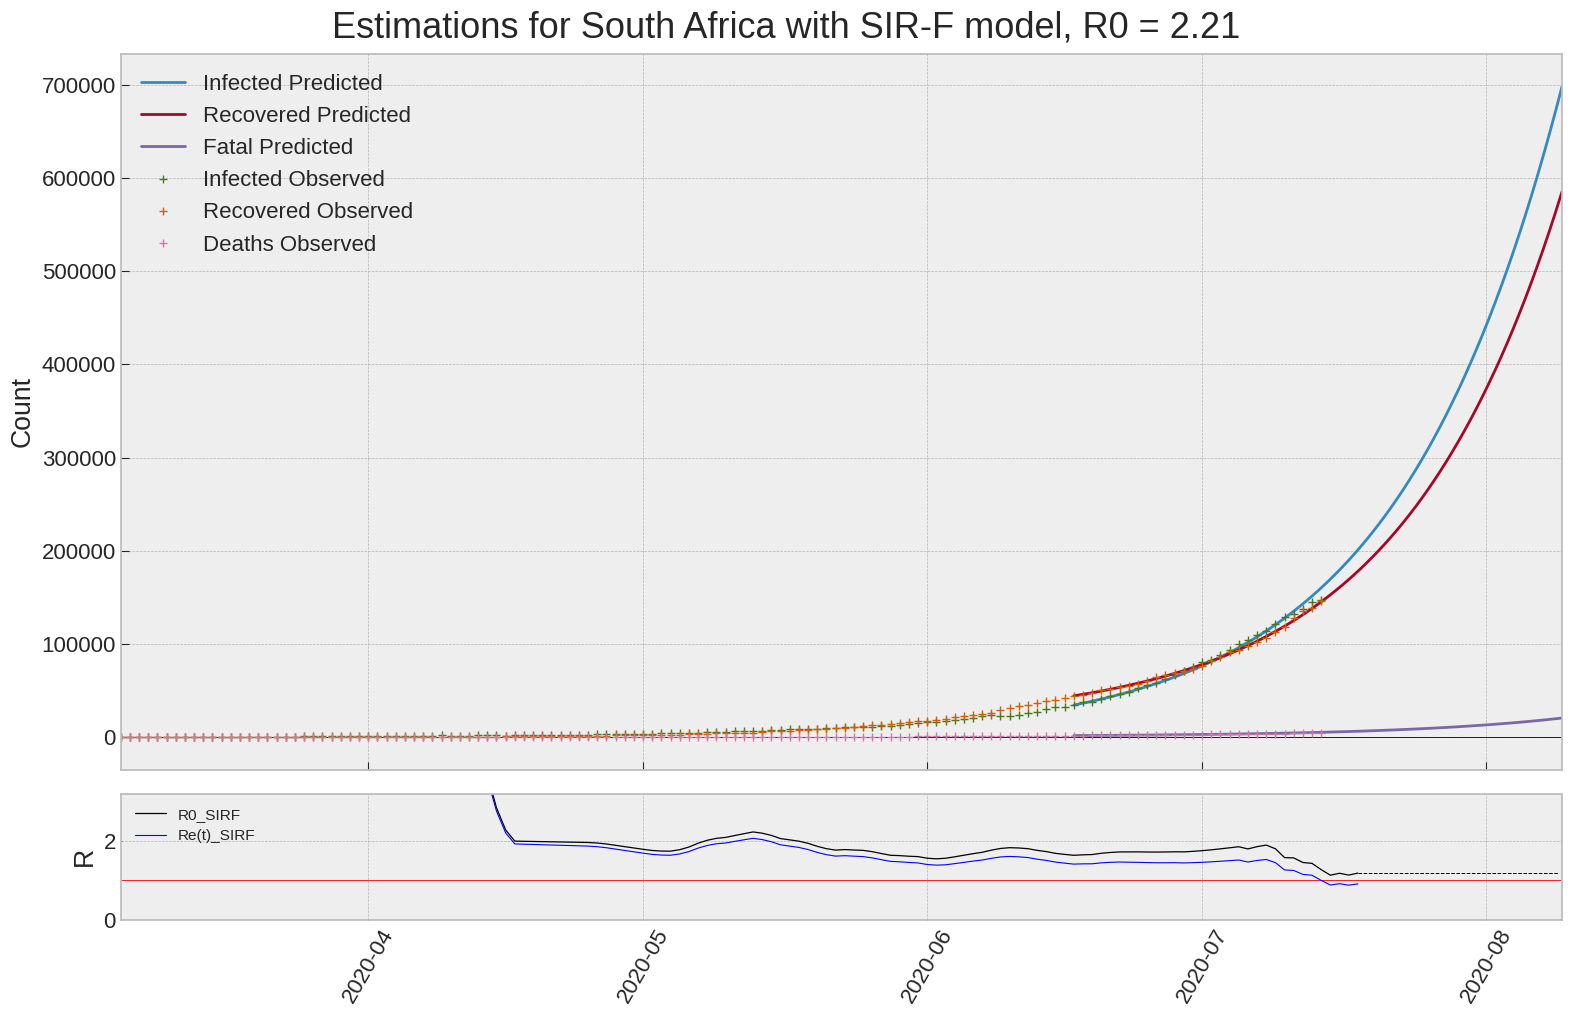 Estimations for South Africa with SIR-F model, R0 = 2.21
Infected Predicted
Recovered Predicted
Fatal Predicted
Infected Observed
Recovered Observed
Deaths Observed
Count
700000
600000
500000
400000
300000
200000
100000
0
R0_SIRF
Re(t)_SIRF
R
2
0
2020-04
2020-05
2020-06
2020-07
2020-08